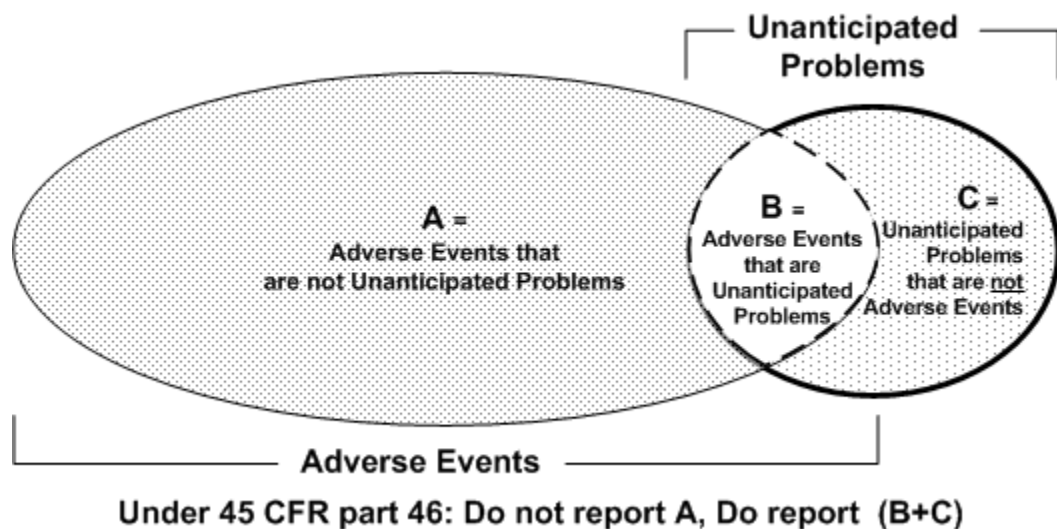 Unanticipated
Problems
A =
Adverse Events that
are not Unanticipated Problems
B =
Adverse Events
that are
Unanticipated
Problems
C =
Unanticipated
Problems
that are not
Adverse Events
Adverse Events
Under 45 CFR part 46: Do not report A, Do report (B+C)